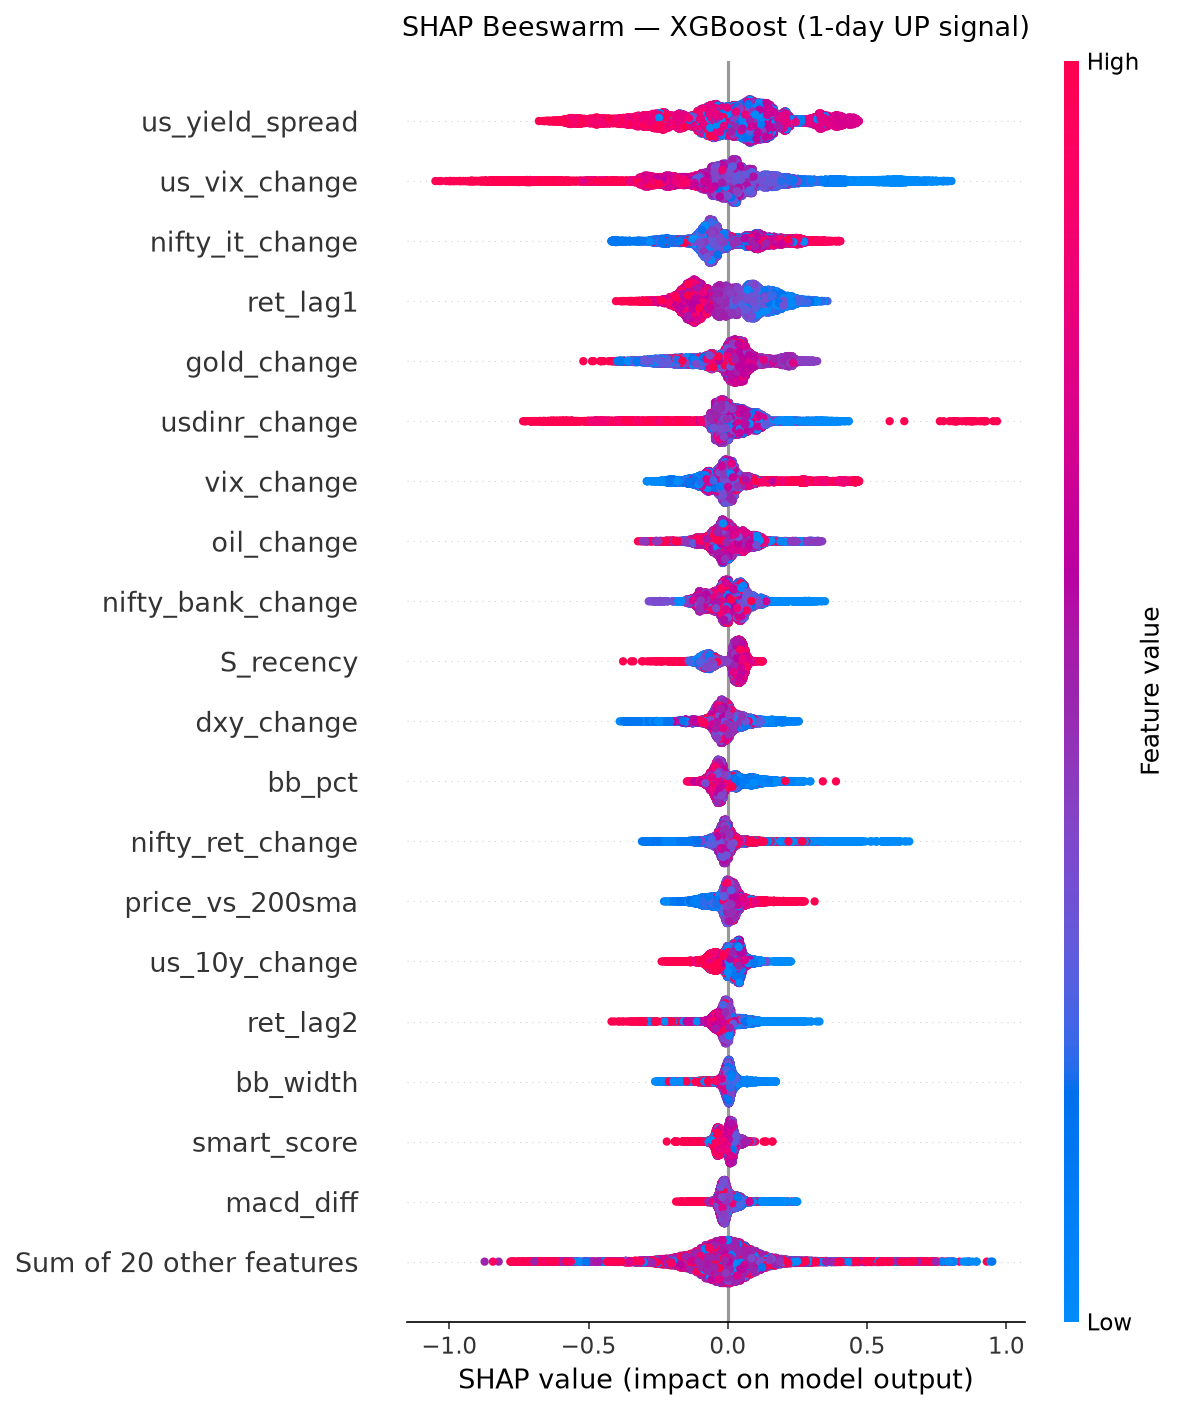 SHAP Beeswarm — XGBoost (1-day UP signal)
High
us_yield_spread
us_vix_change
nifty_it_change
ret_lag1
gold_change
usdinr_change
vix_change
oil_change
nifty_bank_change
S_recency
dxy_change
bb_pct
nifty_ret_change
price_vs_200sma
us_10y_change
ret_lag2
bb_width
smart_score
macd_diff
Sum of 20 other features
Feature value
Low
−1.0 −0.5 0.0 0.5 1.0
SHAP value (impact on model output)